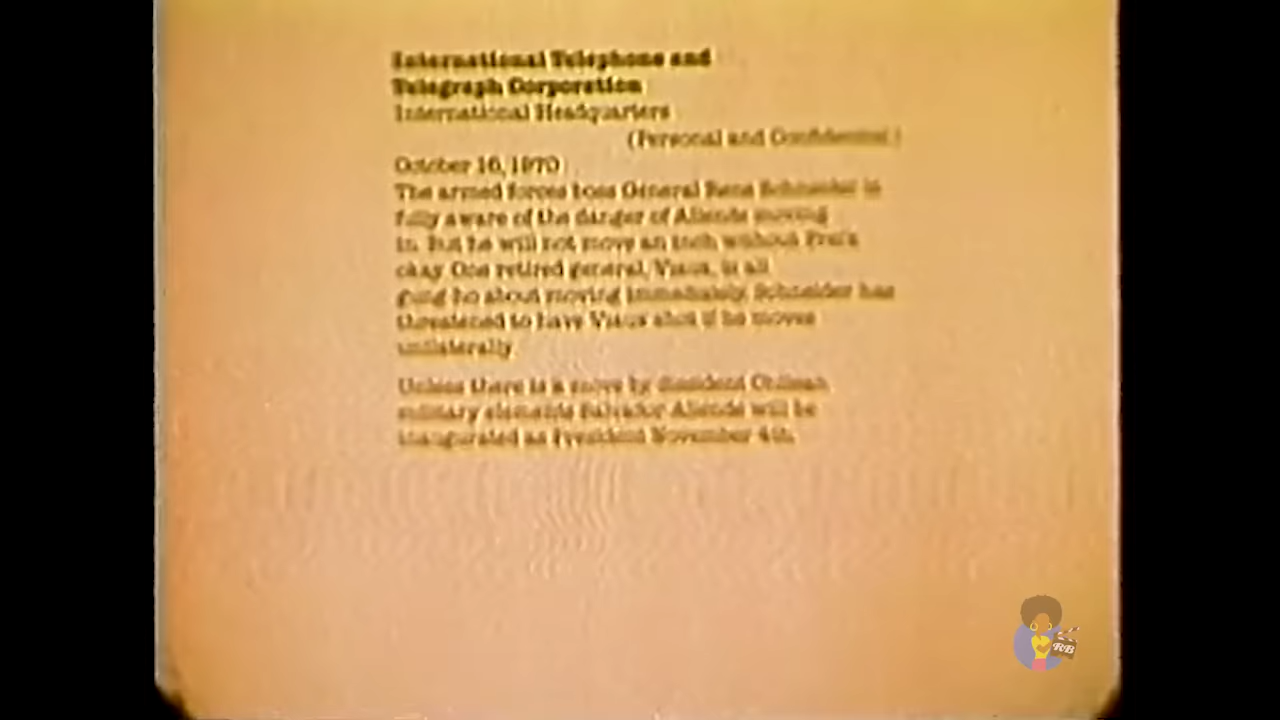 International Telephone and
Telegraph Corporation
International Headquarters
(Personal and Confidential)
October 16, 1970
The armed forces boss General Rene Schneider is
fully aware of the danger of Allende moving
in. But he will not move an inch without Frei's
okay. One retired general, Viaux, is all
gung ho about moving immediately. Schneider has
threatened to have Viaux shot if he moves
unilaterally.
Unless there is a move by dissident Chilean
military elements Salvador Allende will be
inaugurated as President November 4th.
RB